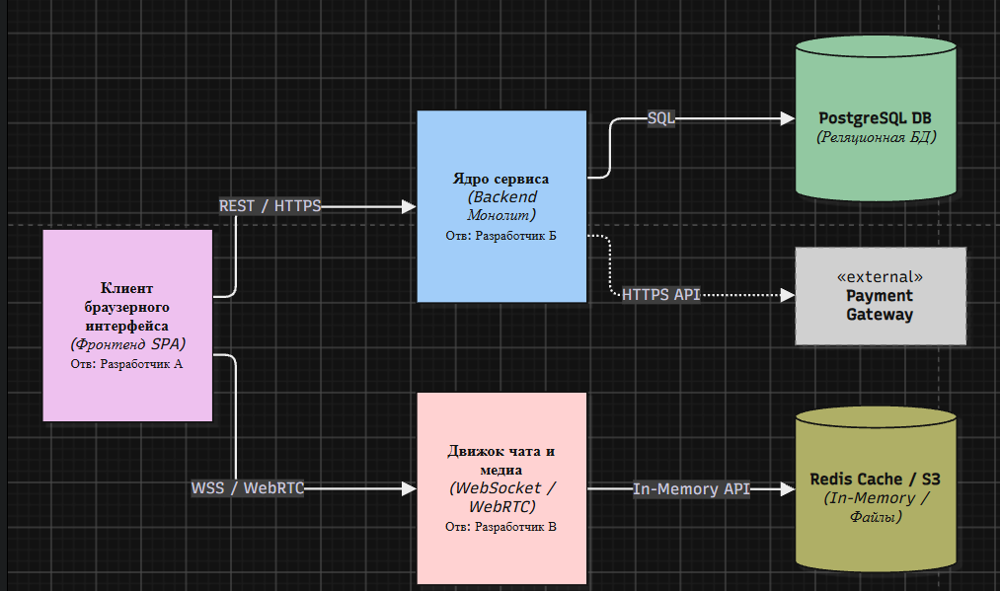 PostgreSQL DB
(Реляционная БД)
SQL
Ядро сервиса
(Backend
Монолит)
Отв: Разработчик Б
REST / HTTPS
HTTPS API
«external»
Payment
Gateway
Клиент
браузерного
интерфейса
(Фронтенд SPA)
Отв: Разработчик А
WSS / WebRTC
Движок чата и
медиа
(WebSocket /
WebRTC)
Отв: Разработчик В
In-Memory API
Redis Cache / S3
(In-Memory /
Файлы)